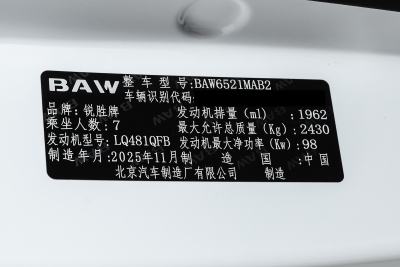 BAW 整车型号:BAW6521MAB2
车辆识别代码:
品牌:锐胜牌 发动机排量(ml):1962
乘坐人数:7 最大允许总质量(Kg):2430
发动机型号:LQ481QFB 发动机最大净功率(Kw):98
制造年月:2025年11月 制造国:中国
北京汽车制造厂有限公司 制造